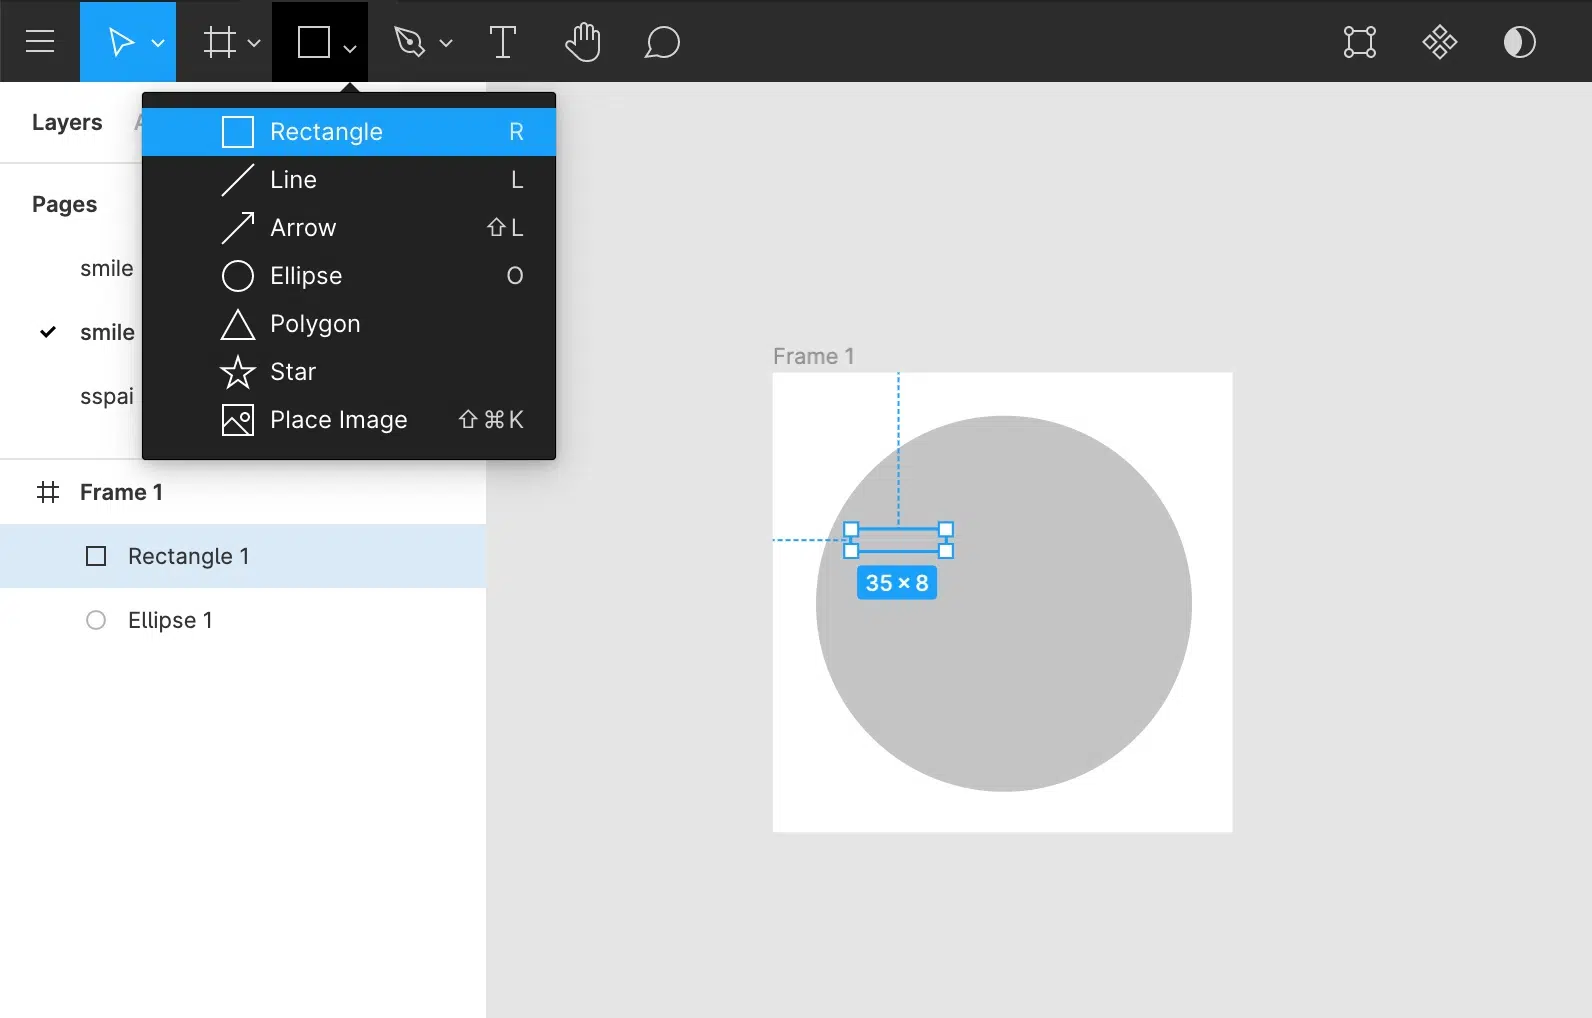 Layers
Pages
smile
smile
sspai
Rectangle R
Line L
Arrow ⇧L
Ellipse O
Polygon
Star
Place Image ⇧⌘K
Frame 1
Rectangle 1
Ellipse 1
Frame 1
35 × 8